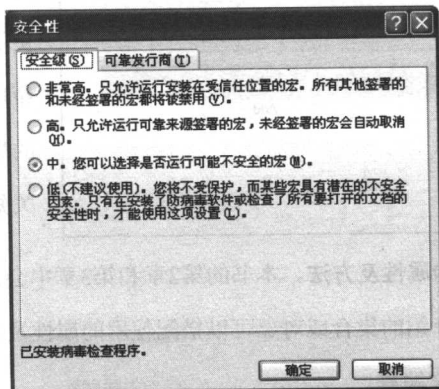 安全性
安全级(S)
可靠发行商(T)
非常高。只允许运行安装在受信任位置的宏。所有其他签署的
和未经签署的宏都将被禁用(V)。
高。只允许运行可靠来源签署的宏，未经签署的宏会自动取消
(H)。
中。您可以选择是否运行可能不安全的宏(M)。
低(不建议使用)。您将不受保护，而某些宏具有潜在的不安全
因素。只有在安装了防病毒软件或检查了所有要打开的文档的
安全性时，才能使用这项设置(L)。
已安装病毒检查程序。
确定
取消